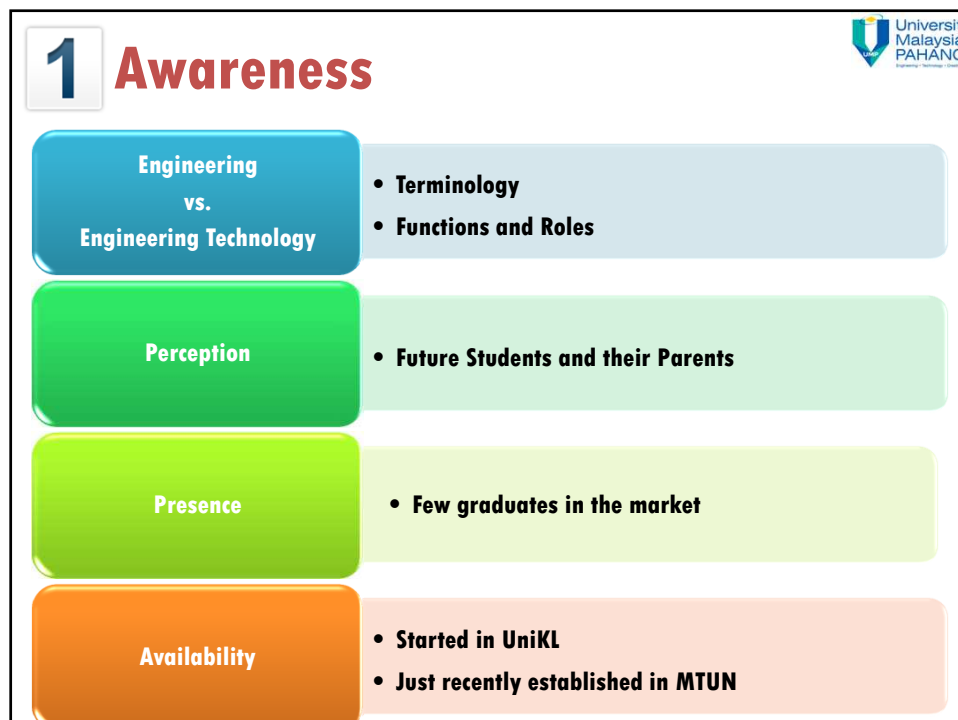 1 Awareness
Universit
Malaysia
PAHANG
UMP
Engineering
vs.
Engineering Technology
• Terminology
• Functions and Roles
Perception
• Future Students and their Parents
Presence
• Few graduates in the market
Availability
• Started in UniKL
• Just recently established in MTUN